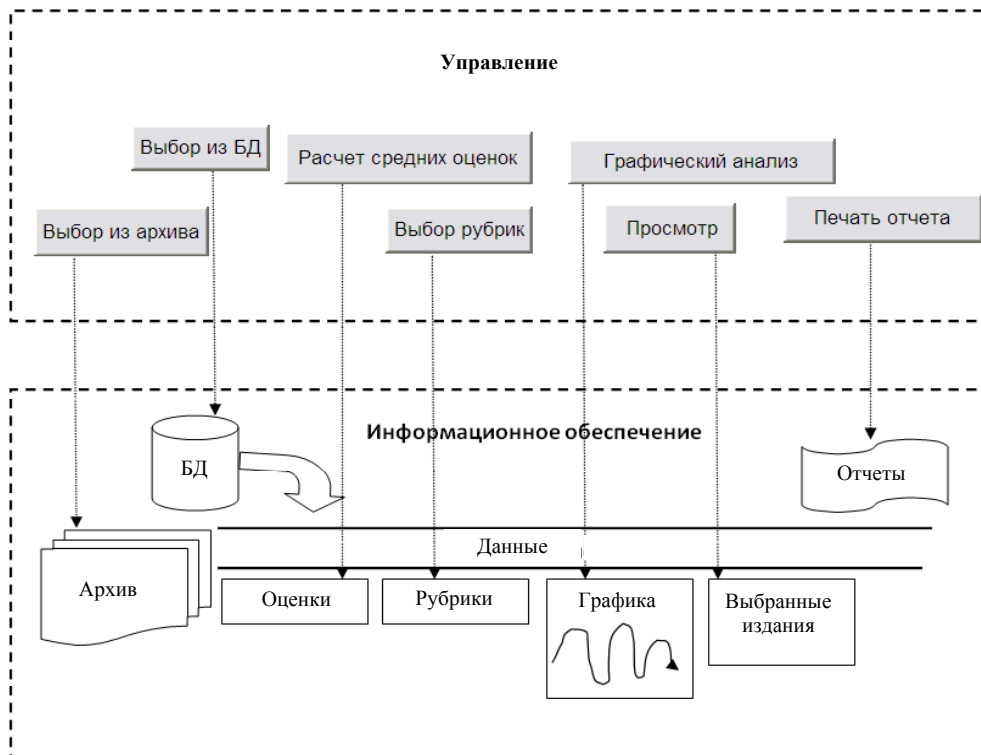 Управление
Выбор из БД
Расчет средних оценок
Графический анализ
Выбор из архива
Выбор рубрик
Просмотр
Печать отчета
Информационное обеспечение
БД
Отчеты
Данные
Архив
Оценки
Рубрики
Графика
Выбранные
издания